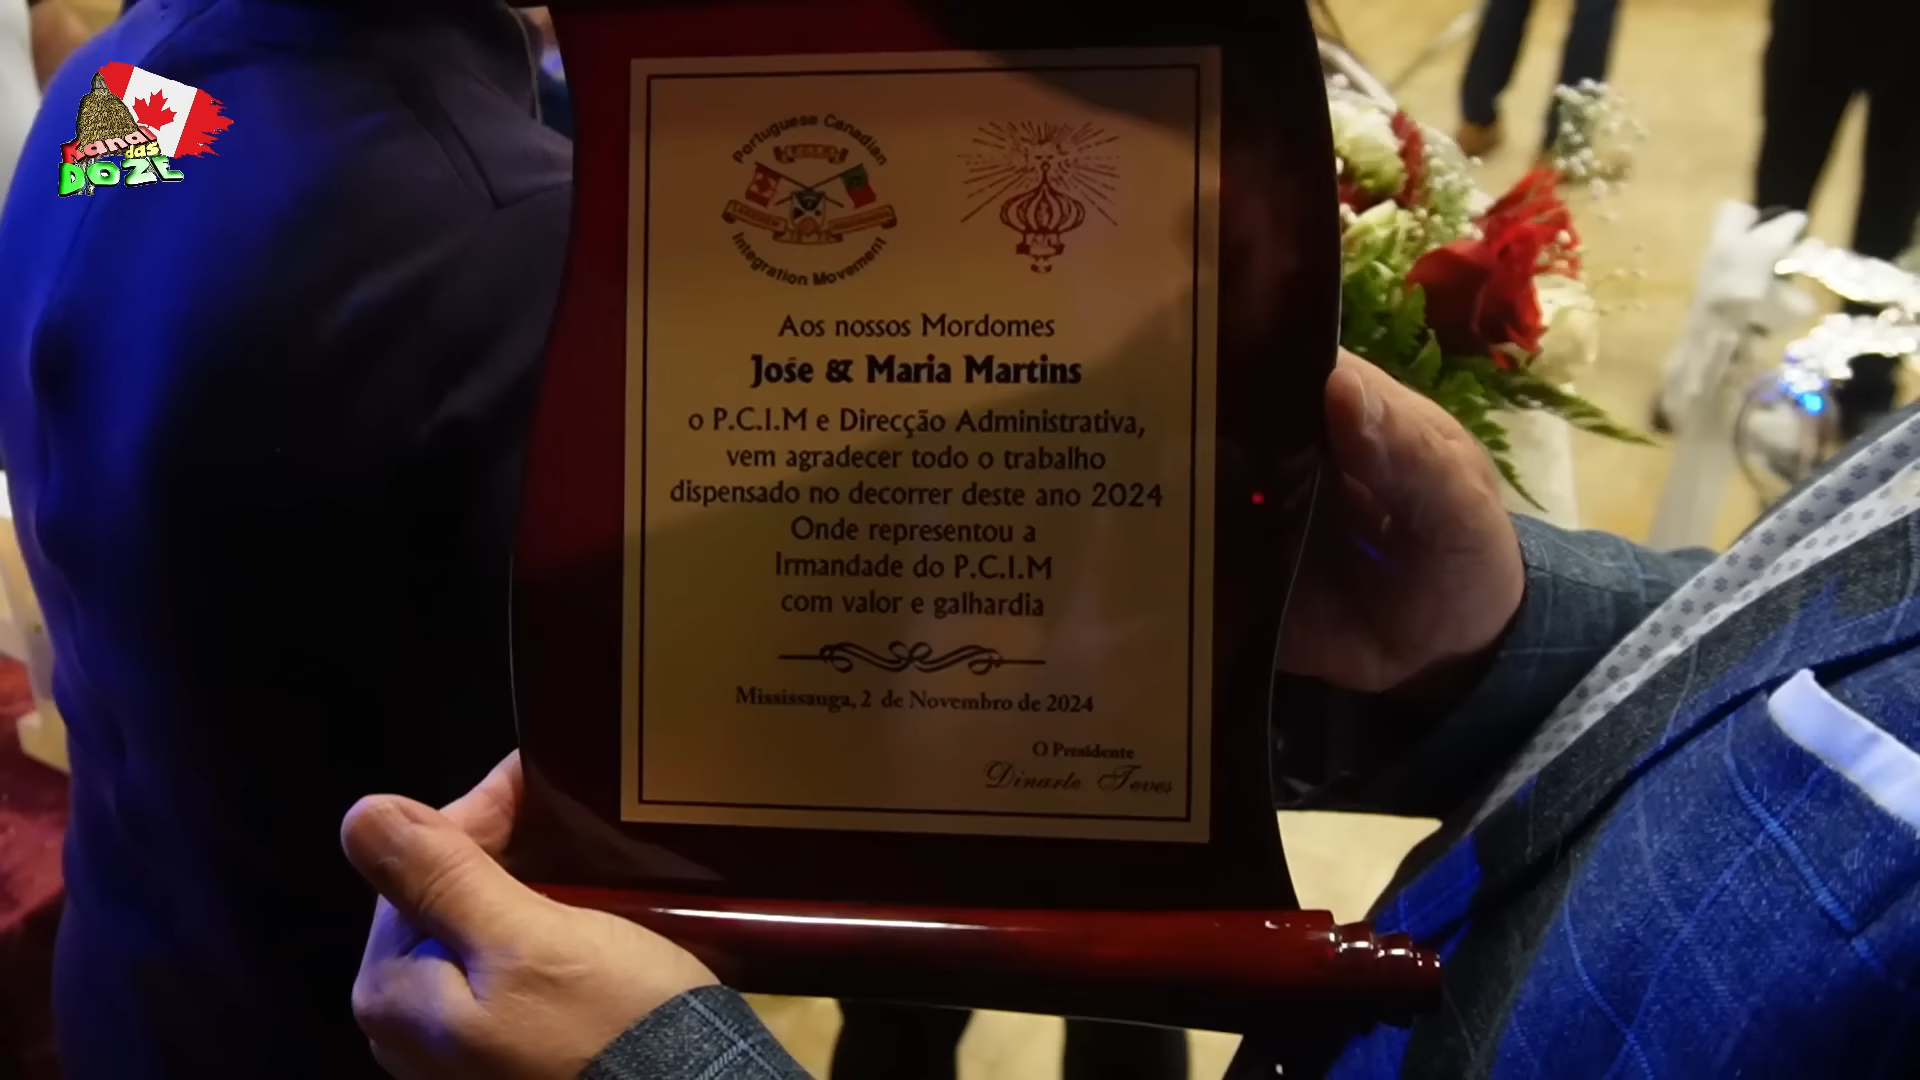 Kanal
das
DOZE
Portuguese Canadian
Integration Movement
Aos nossos Mordomes
Jośe & Maria Martins
o P.C.I.M e Direcção Administrativa,
vem agradecer todo o trabalho
dispensado no decorrer deste ano 2024
Onde representou a
Irmandade do P.C.I.M
com valor e galhardia
Mississauga, 2 de Novembro de 2024
O Presidente
Dinarte Teves